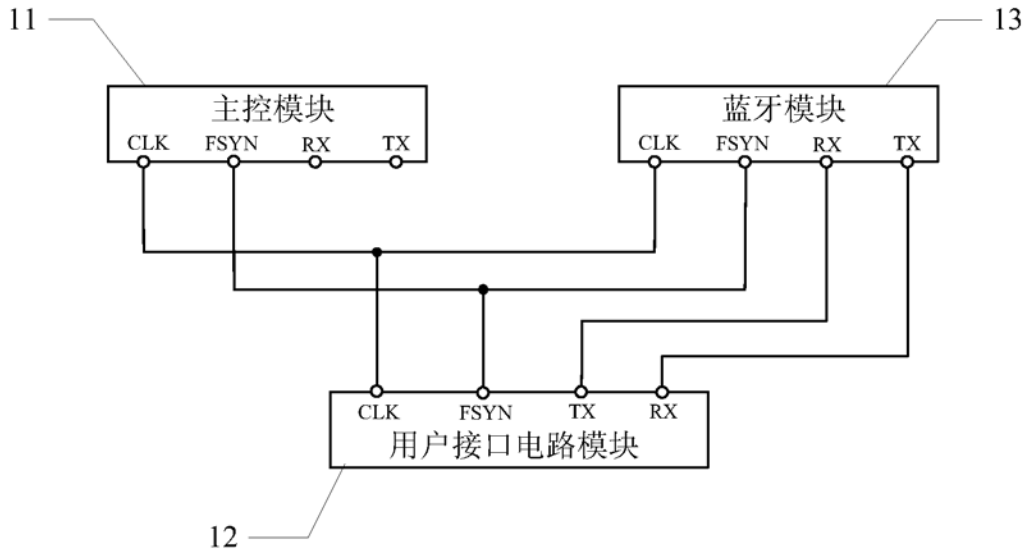 11
13
主控模块
蓝牙模块
CLK FSYN RX TX
CLK FSYN RX TX
CLK FSYN TX RX
用户接口电路模块
12